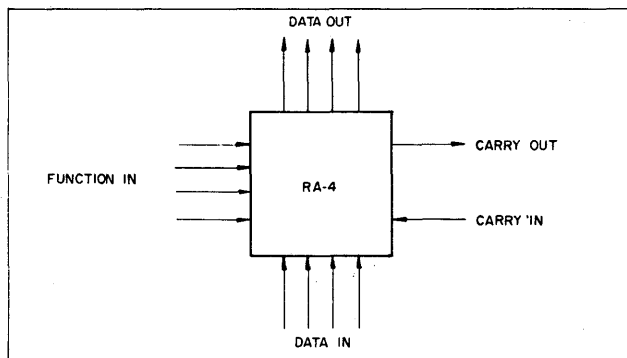 DATA OUT
CARRY OUT
FUNCTION IN
RA-4
CARRY 'IN
DATA IN